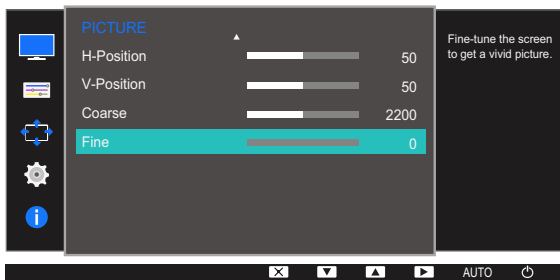 PICTURE
H-Position 50
V-Position 50
Coarse 2200
Fine 0
Fine-tune the screen
to get a vivid picture.
AUTO